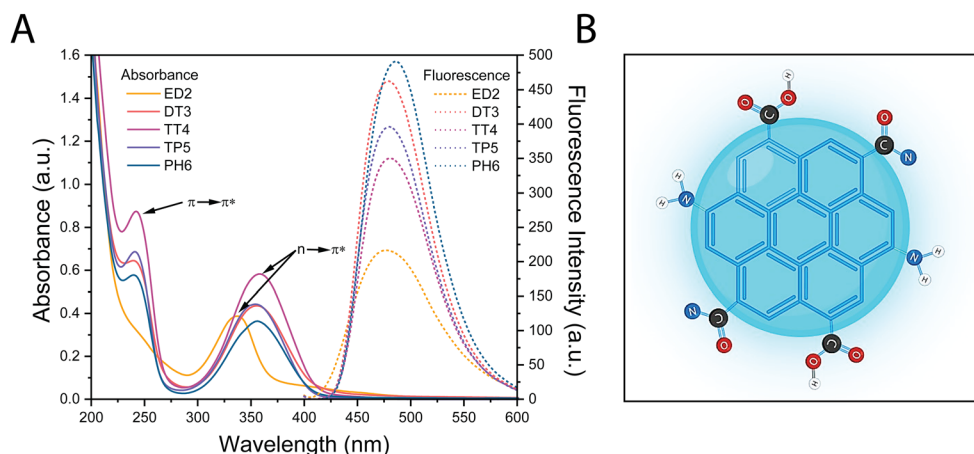 A
B
Absorbance (a.u.)
1.6
1.4
1.2
1.0
0.8
0.6
0.4
0.2
0.0
Absorbance
ED2
DT3
TT4
TP5
PH6
π → π*
n → π*
Fluorescence
ED2
DT3
TT4
TP5
PH6
500
450
400
350
300
250
200
150
100
50
0
Fluorescence Intensity (a.u.)
200 250 300 350 400 450 500 550 600
Wavelength (nm)
H
O O
C
O
C N
H N
H
N H
H
N C
O
C O
O
H